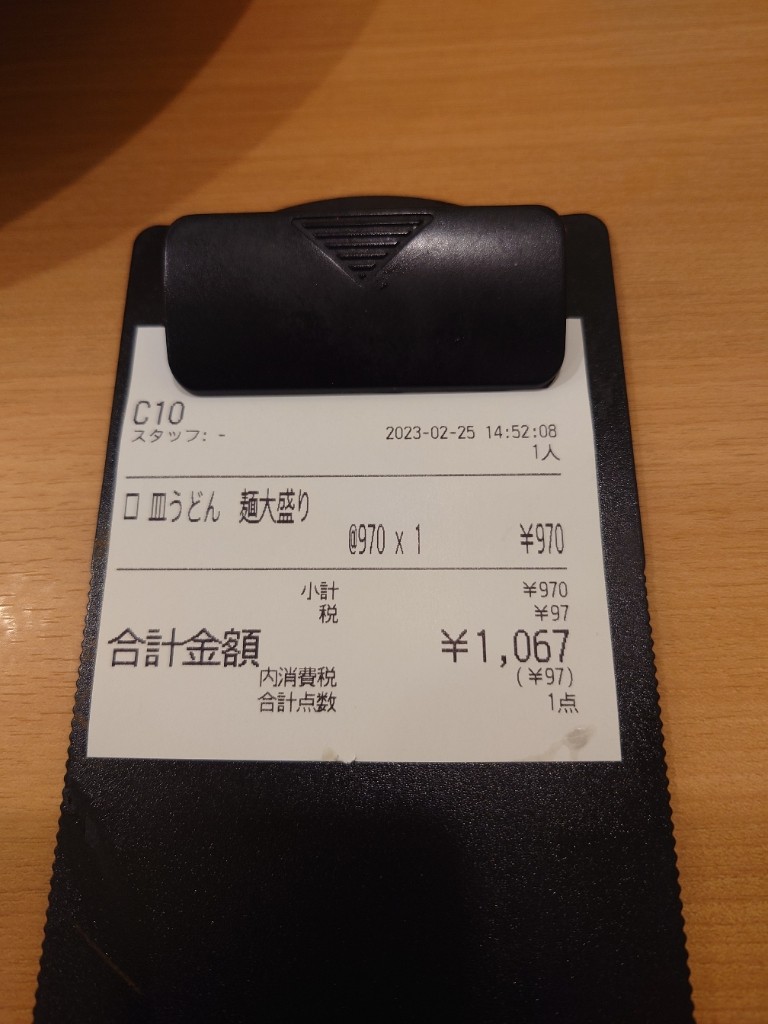 C10
スタッフ: -
2023-02-25 14:52:08
1人
口 皿うどん 麺大盛り
@970 x 1 ¥970
小計 ¥970
税 ¥97
合計金額 ¥1,067
内消費税 (¥97)
合計点数 1点